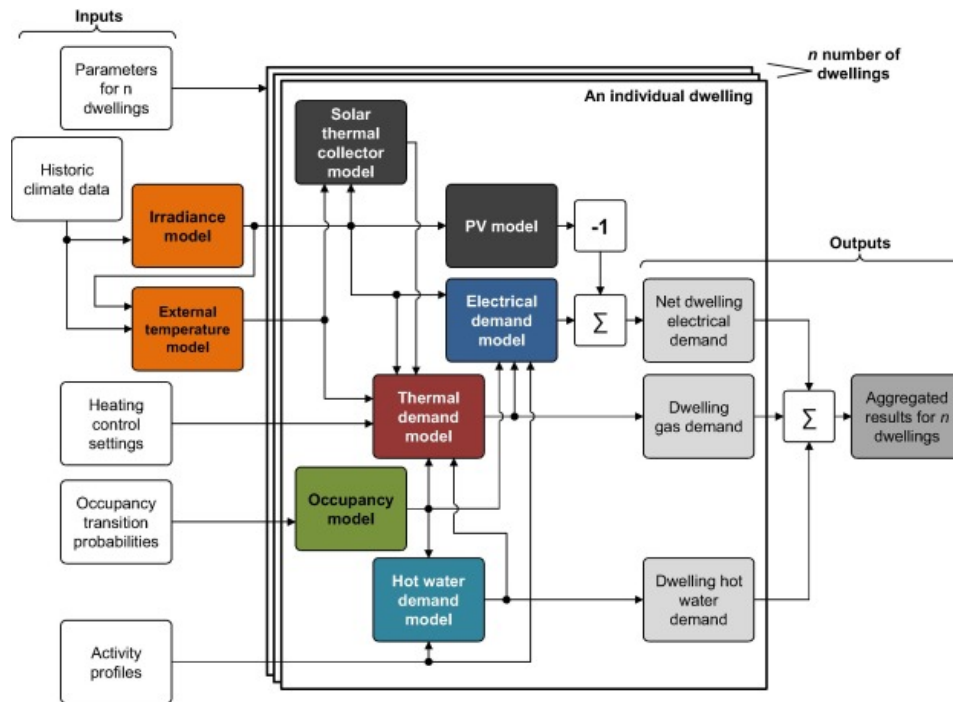 Inputs
n number of
dwellings
Parameters
for n
dwellings
An individual dwelling
Solar
thermal
collector
model
Historic
climate data
Irradiance
model
PV model
-1
Outputs
External
temperature
model
Electrical
demand
model
Σ
Net dwelling
electrical
demand
Heating
control
settings
Thermal
demand
model
Dwelling
gas demand
Σ
Aggregated
results for n
dwellings
Occupancy
transition
probabilities
Occupancy
model
Hot water
demand
model
Dwelling hot
water
demand
Activity
profiles